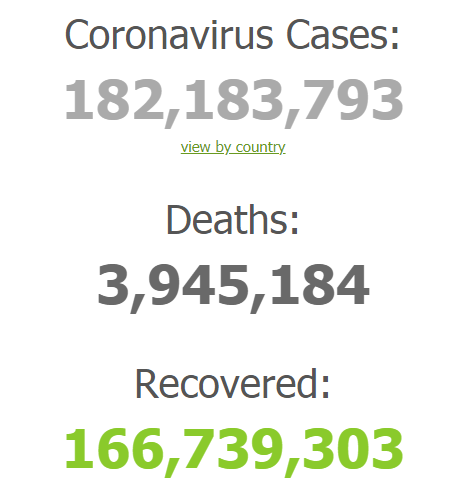 Coronavirus Cases:
182,183,793
view by country
Deaths:
3,945,184
Recovered:
166,739,303